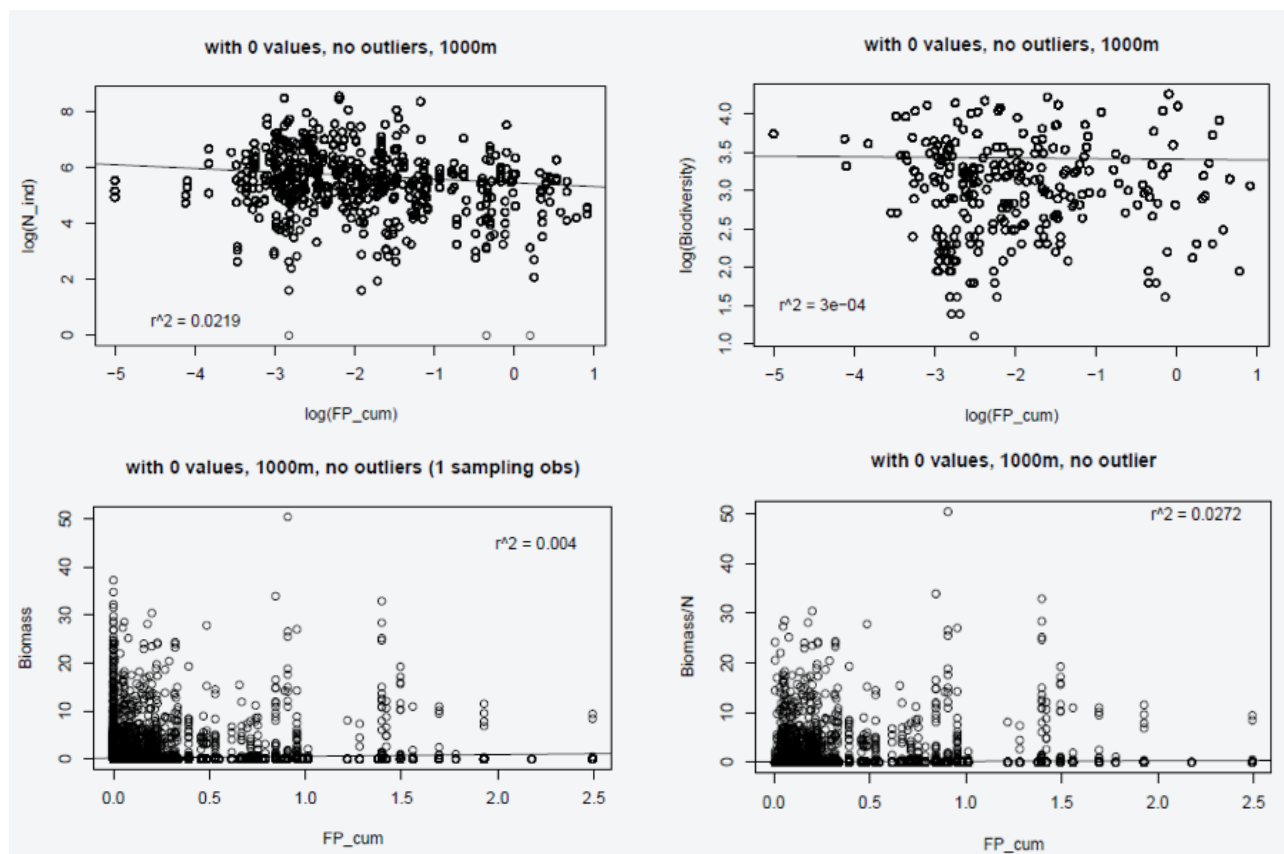 with 0 values, no outliers, 1000m
log(N_ind)
8
6
4
2
0
r^2 = 0.0219
−5 −4 −3 −2 −1 0 1
log(FP_cum)
with 0 values, no outliers, 1000m
log(Biodiversity)
4.0
3.5
3.0
2.5
2.0
1.5
1.0
r^2 = 3e−04
−5 −4 −3 −2 −1 0 1
log(FP_cum)
with 0 values, 1000m, no outliers (1 sampling obs)
Biomass
50
40
30
20
10
0
r^2 = 0.004
0.0 0.5 1.0 1.5 2.0 2.5
FP_cum
with 0 values, 1000m, no outlier
Biomass/N
50
40
30
20
10
0
r^2 = 0.0272
0.0 0.5 1.0 1.5 2.0 2.5
FP_cum